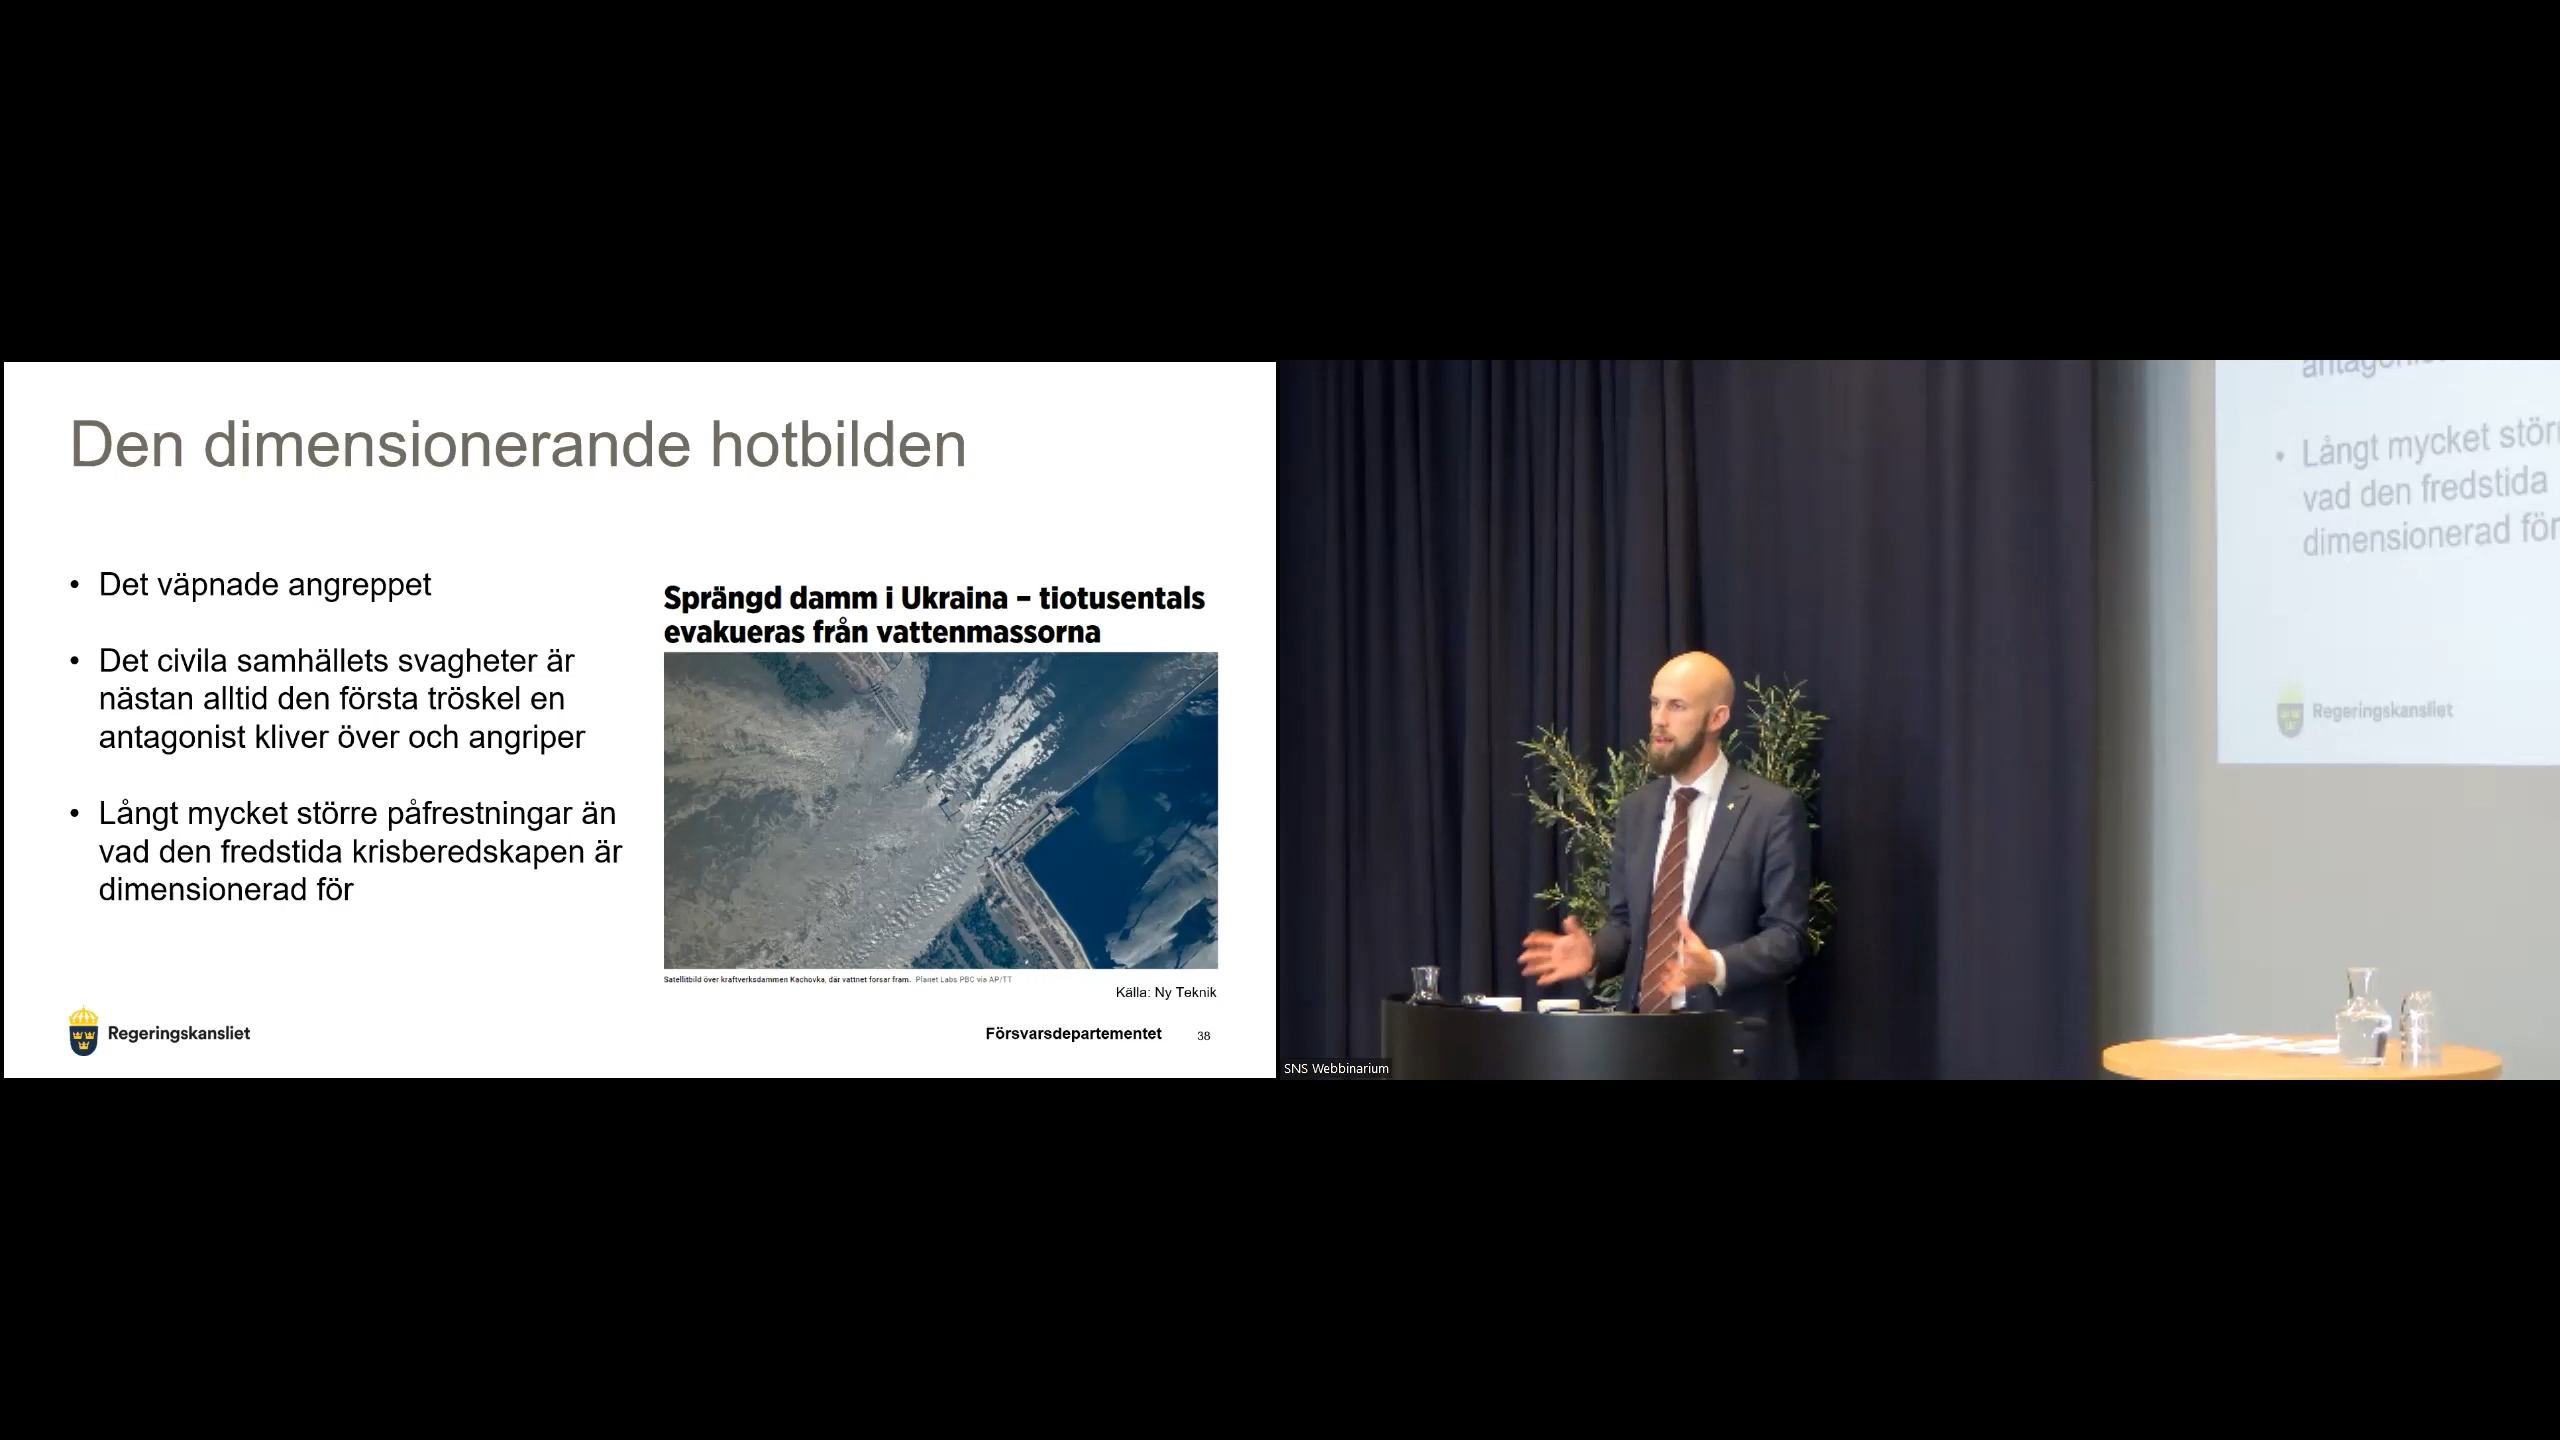 Den dimensionerande hotbilden
• Det väpnade angreppet
• Det civila samhällets svagheter är
nästan alltid den första tröskel en
antagonist kliver över och angriper
• Långt mycket större påfrestningar än
vad den fredstida krisberedskapen är
dimensionerad för
Sprängd damm i Ukraina – tiotusentals
evakueras från vattenmassorna
Satellitbild över kraftverksdammen Kachovka, där vattnet forsar fram. Planet Labs PBC via AP/TT
Källa: Ny Teknik
Regeringskansliet
Försvarsdepartementet
38
• Långt mycket
vad den fredstida
dimensionerad för
Regeringskansliet
SNS Webbinarium